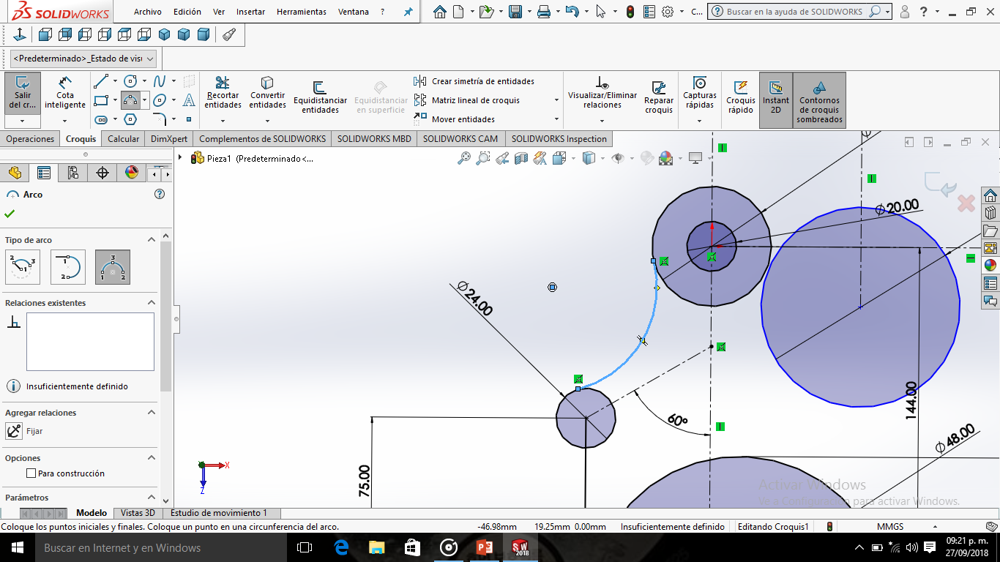 SOLIDWORKS
Archivo Edición Ver Insertar Herramientas Ventana ?
C... Buscar en la ayuda de SOLIDWORKS ?
<Predeterminado>_Estado de visu
Salir del cr...
Cota inteligente
Recortar entidades
Convertir entidades
Equidistanciar entidades
Equidistanciar en superficie
Crear simetría de entidades
Matriz lineal de croquis
Mover entidades
Visualizar/Eliminar relaciones
Reparar croquis
Capturas rápidas
Croquis rápido
Instant 2D
Contornos de croquis sombreados
Operaciones Croquis Calcular DimXpert Complementos de SOLIDWORKS SOLIDWORKS MBD SOLIDWORKS CAM SOLIDWORKS Inspection
Pieza1 (Predeterminado<...
Arco
Tipo de arco
Relaciones existentes
Insuficientemente definido
Agregar relaciones
Fijar
Opciones
Para construcción
Parámetros
Ø20.00
Ø24.00
60°
144.00
Ø48.00
75.00
X
Z
Activar Windows
Ve a Configuración para activar Windows.
Modelo Vistas 3D Estudio de movimiento 1
Coloque los puntos iniciales y finales. Coloque un punto en una circunferencia del arco. -46.98mm 19.25mm 0.00mm Insuficientemente definido Editando Croquis1 MMGS
Buscar en Internet y en Windows
SW 2018
09:21 p. m.
27/09/2018